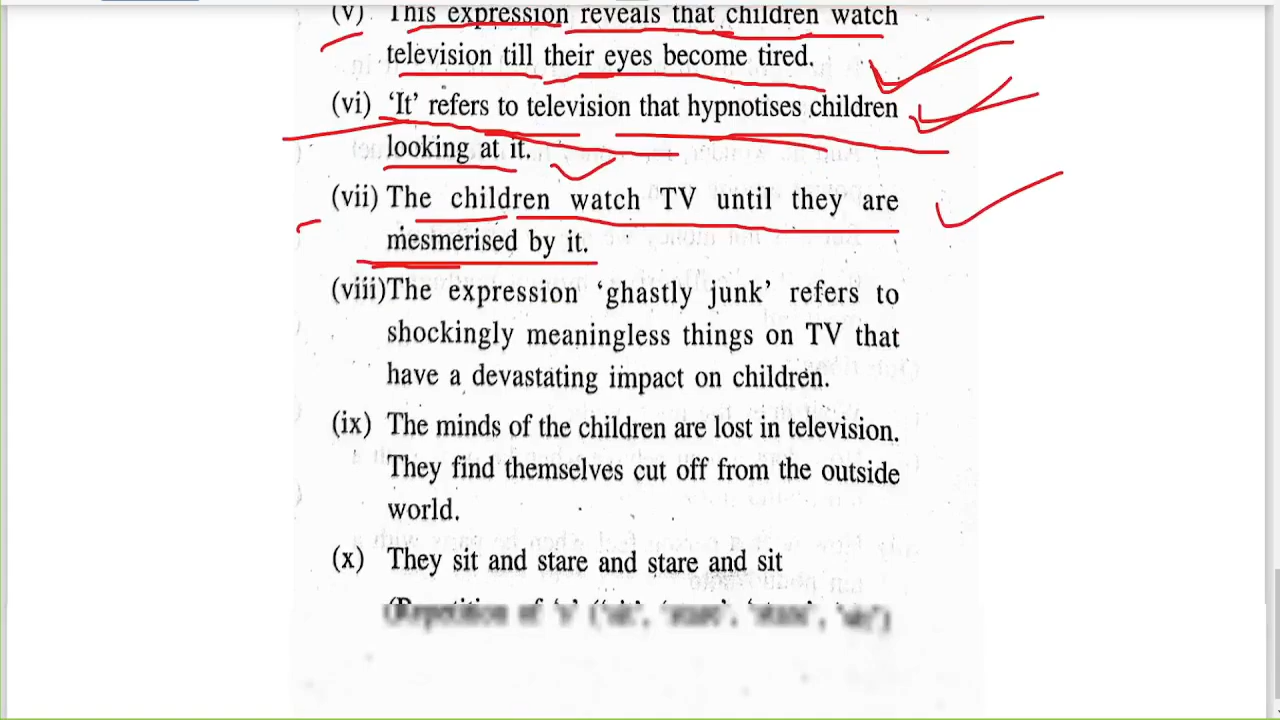 (v) This expression reveals that children watch
television till their eyes become tired.
(vi) ‘It’ refers to television that hypnotises children
looking at it.
(vii) The children watch TV until they are
mesmerised by it.
(viii) The expression ‘ghastly junk’ refers to
shockingly meaningless things on TV that
have a devastating impact on children.
(ix) The minds of the children are lost in television.
They find themselves cut off from the outside
world.
(x) They sit and stare and stare and sit
(Repetition of